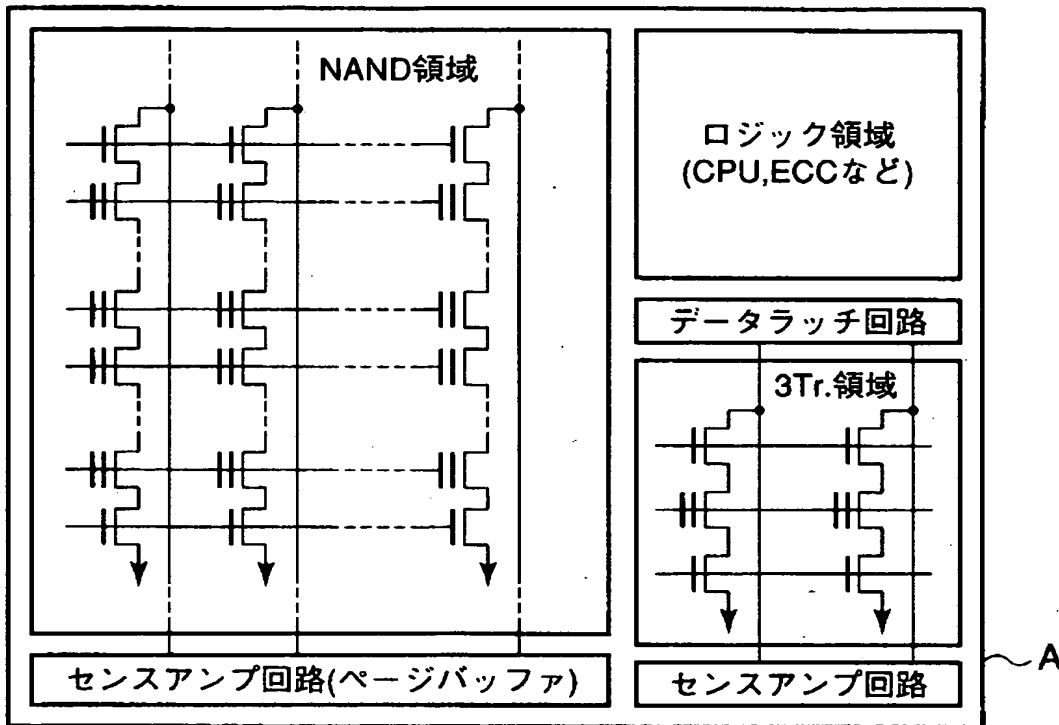 NAND領域
ロジック領域
(CPU,ECCなど)
データラッチ回路
3Tr.領域
センスアンプ回路(ページバッファ)
センスアンプ回路
A